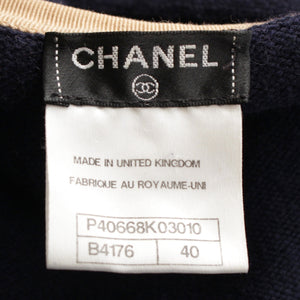 CHANEL
MADE IN UNITED KINGDOM
FABRIQUE AU ROYAUME-UNI
P40668K03010
B4176 40